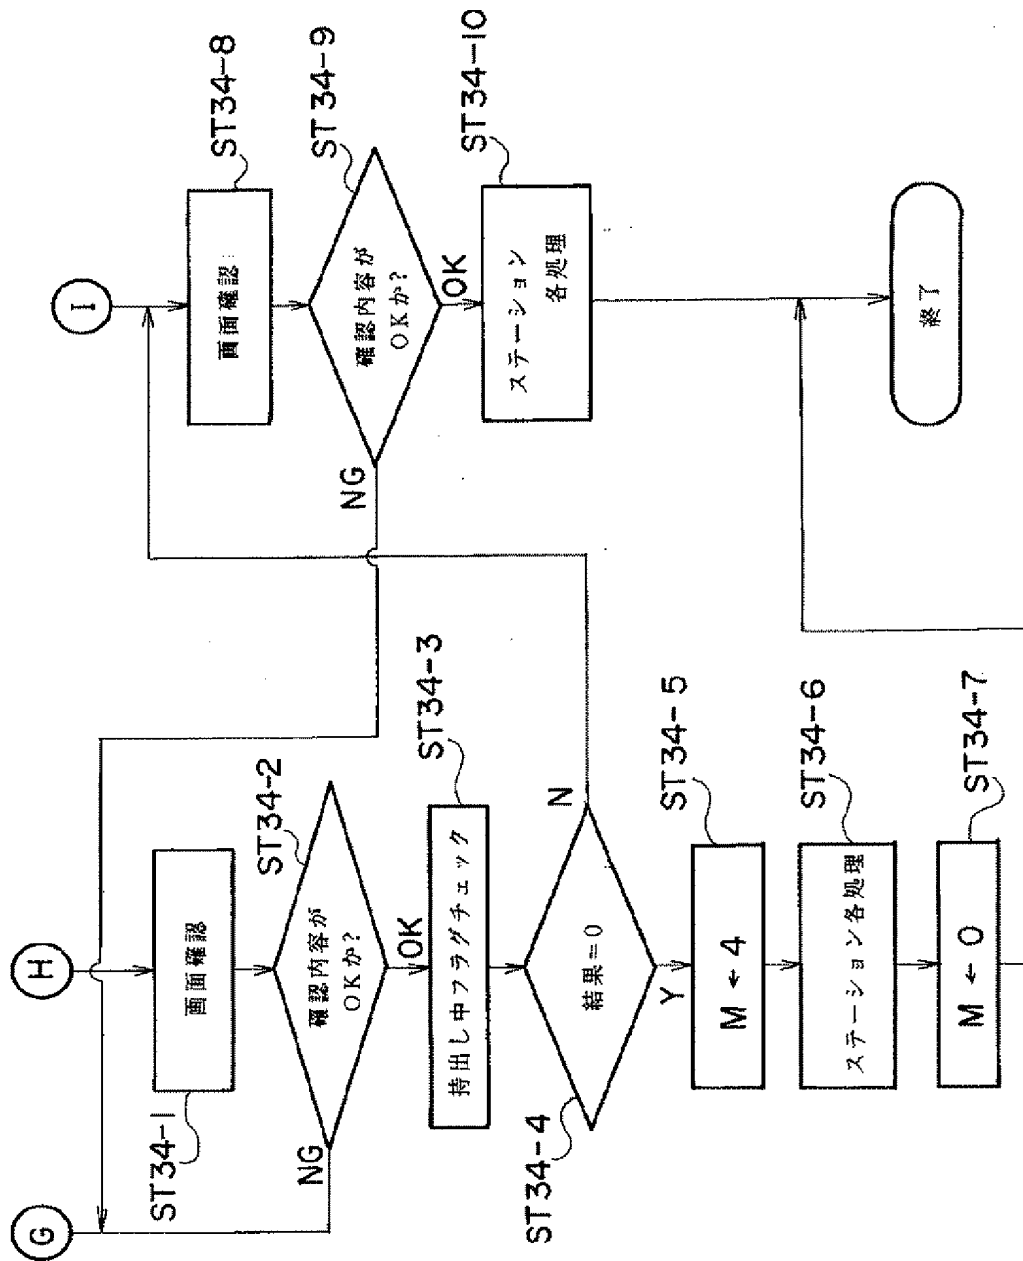 G
H
I
ST34-1
画面確認
ST34-2
確認内容が
OKか?
NG
OK
ST34-3
持出し中フラグチェック
ST34-4
結果=0
N
Y
ST34-5
M ← 4
ST34-6
ステーション各処理
ST34-7
M ← 0
ST34-8
画面確認
ST34-9
確認内容が
OKか?
NG
OK
ST34-10
ステーション
各処理
終了